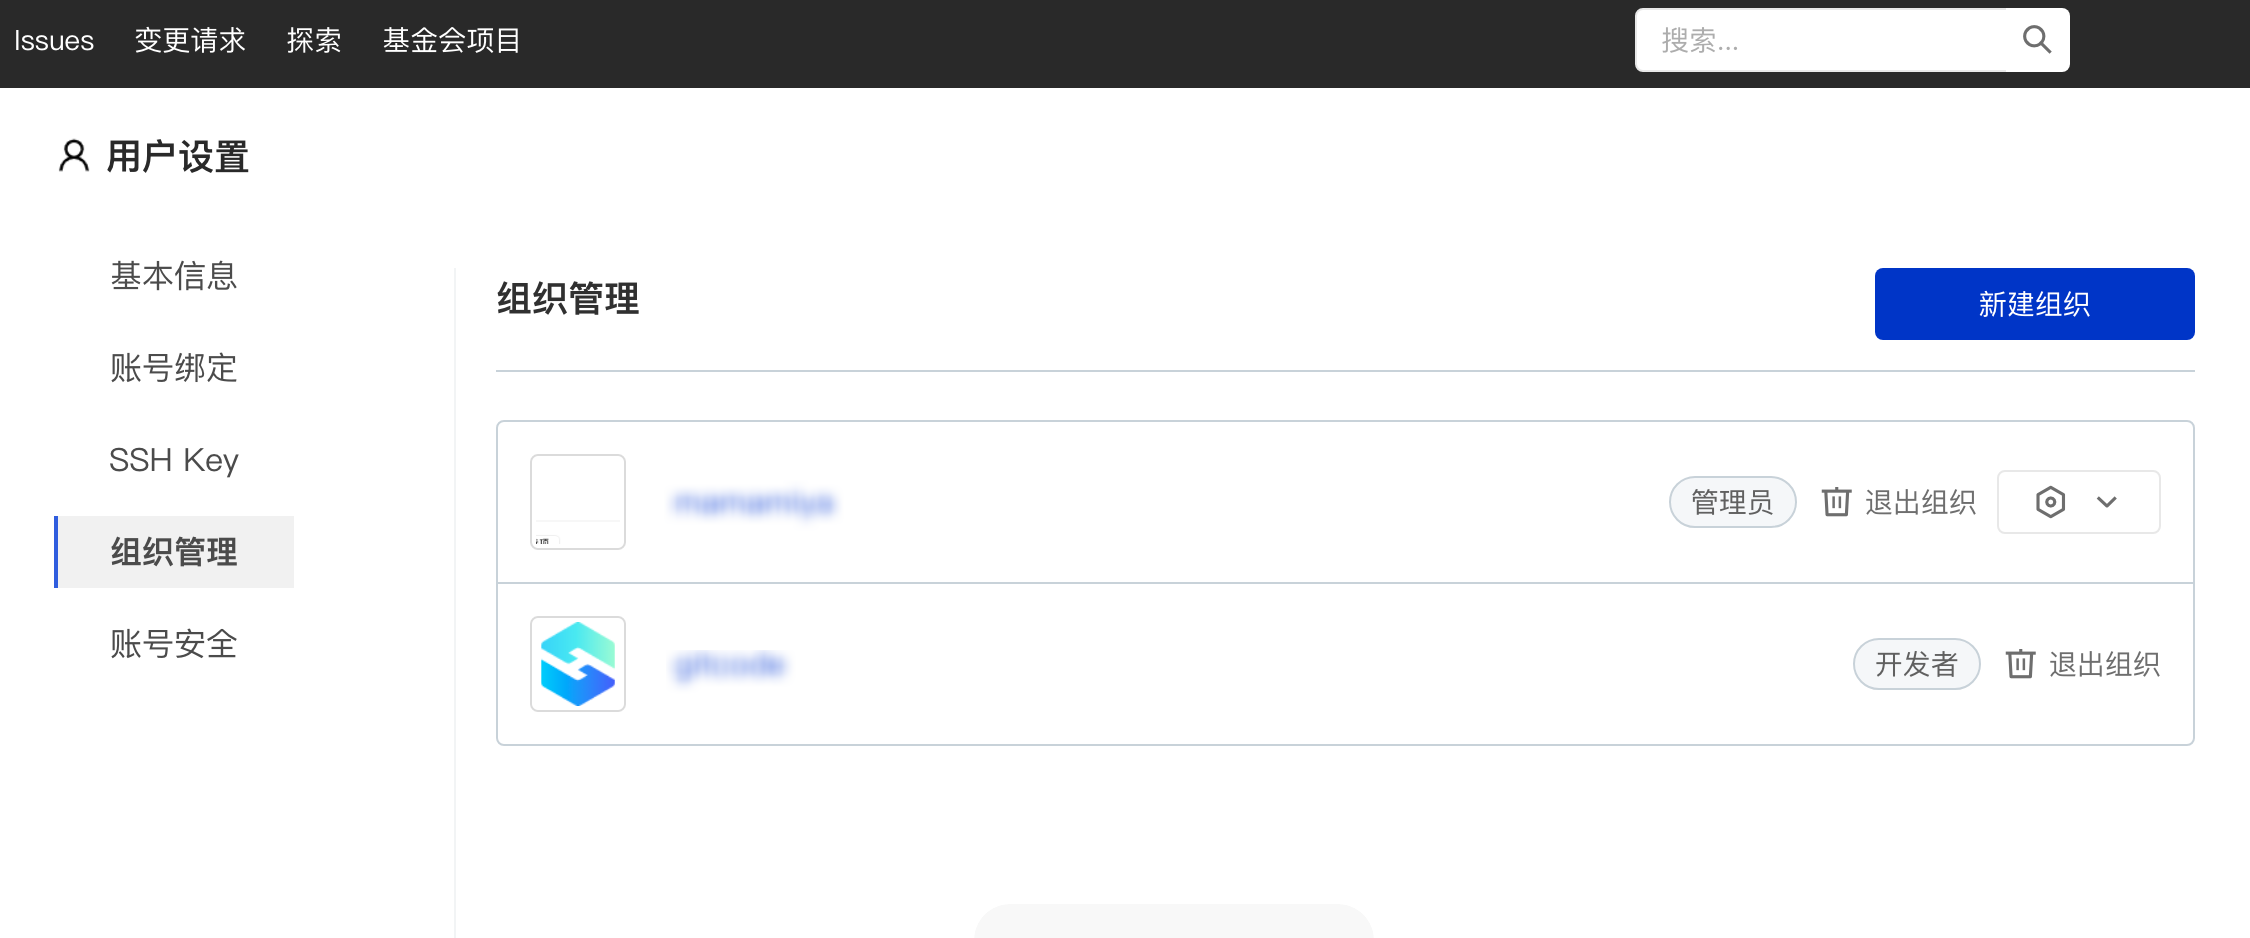 Issues 变更请求 探索 基金会项目 搜索...
用户设置
基本信息
账号绑定
SSH Key
组织管理
账号安全
组织管理 新建组织
mamamiya 管理员 退出组织
gitcode 开发者 退出组织